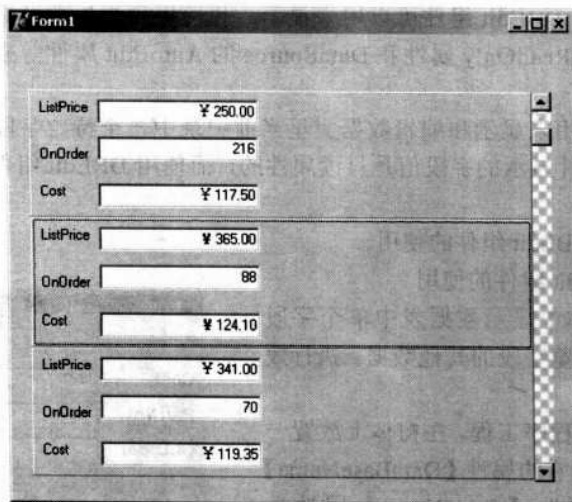 Form1
ListPrice ¥ 250.00
OnOrder 216
Cost ¥ 117.50
ListPrice ¥ 365.00
OnOrder 88
Cost ¥ 124.10
ListPrice ¥ 341.00
OnOrder 70
Cost ¥ 119.35